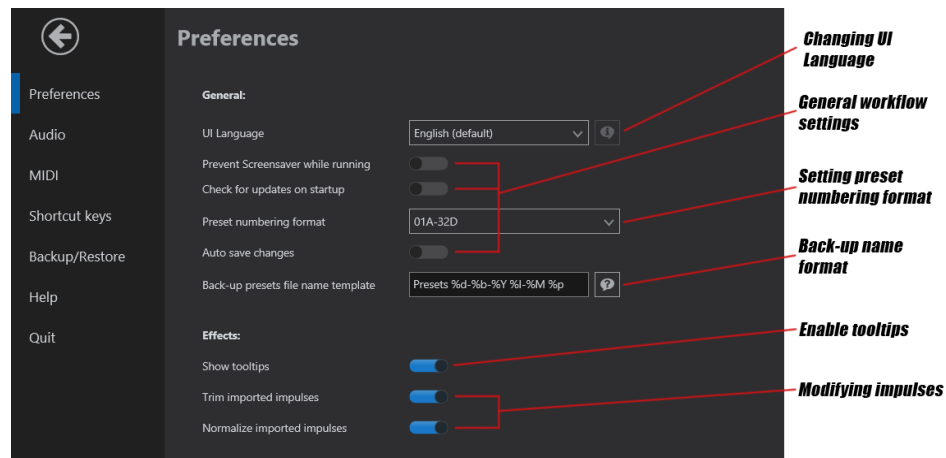 Preferences
Preferences
Audio
MIDI
Shortcut keys
Backup/Restore
Help
Quit
General:
UI Language English (default)
Prevent Screensaver while running
Check for updates on startup
Preset numbering format 01A-32D
Auto save changes
Back-up presets file name template Presets %d-%b-%Y %I-%M %p
Effects:
Show tooltips
Trim imported impulses
Normalize imported impulses
Changing UI
Language
General workflow
settings
Setting preset
numbering format
Back-up name
format
Enable tooltips
Modifying impulses